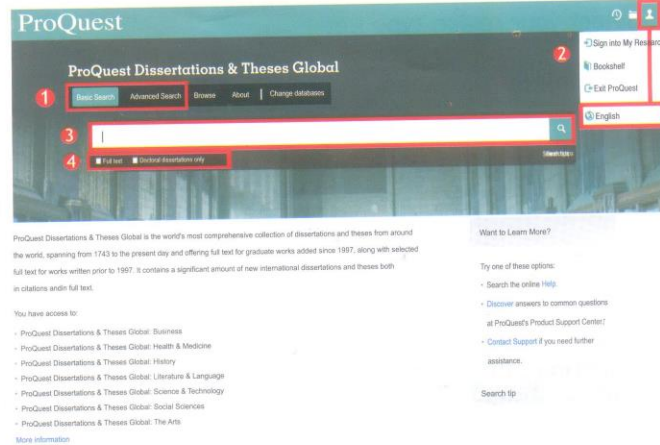 ProQuest
2
Sign into My Researc
ProQuest Dissertations & Theses Global
Bookshelf
1
Basic Search Advanced Search Browse About | Change databases
Exit ProQuest
English
3
4
Full text Doctoral dissertations only
ProQuest Dissertations & Theses Global is the world's most comprehensive collection of dissertations and theses from around
the world, spanning from 1743 to the present day and offering full text for graduate works added since 1997, along with selected
full text for works written prior to 1997. It contains a significant amount of new international dissertations and theses both
in citations andin full text.
You have access to:
- ProQuest Dissertations & Theses Global: Business
- ProQuest Dissertations & Theses Global: Health & Medicine
- ProQuest Dissertations & Theses Global: History
- ProQuest Dissertations & Theses Global: Literature & Language
- ProQuest Dissertations & Theses Global: Science & Technology
- ProQuest Dissertations & Theses Global: Social Sciences
- ProQuest Dissertations & Theses Global: The Arts
More information
Want to Learn More?
Try one of these options:
- Search the online Help.
- Discover answers to common questions
at ProQuest's Product Support Center,'
- Contact Support if you need further
assistance.
Search tip